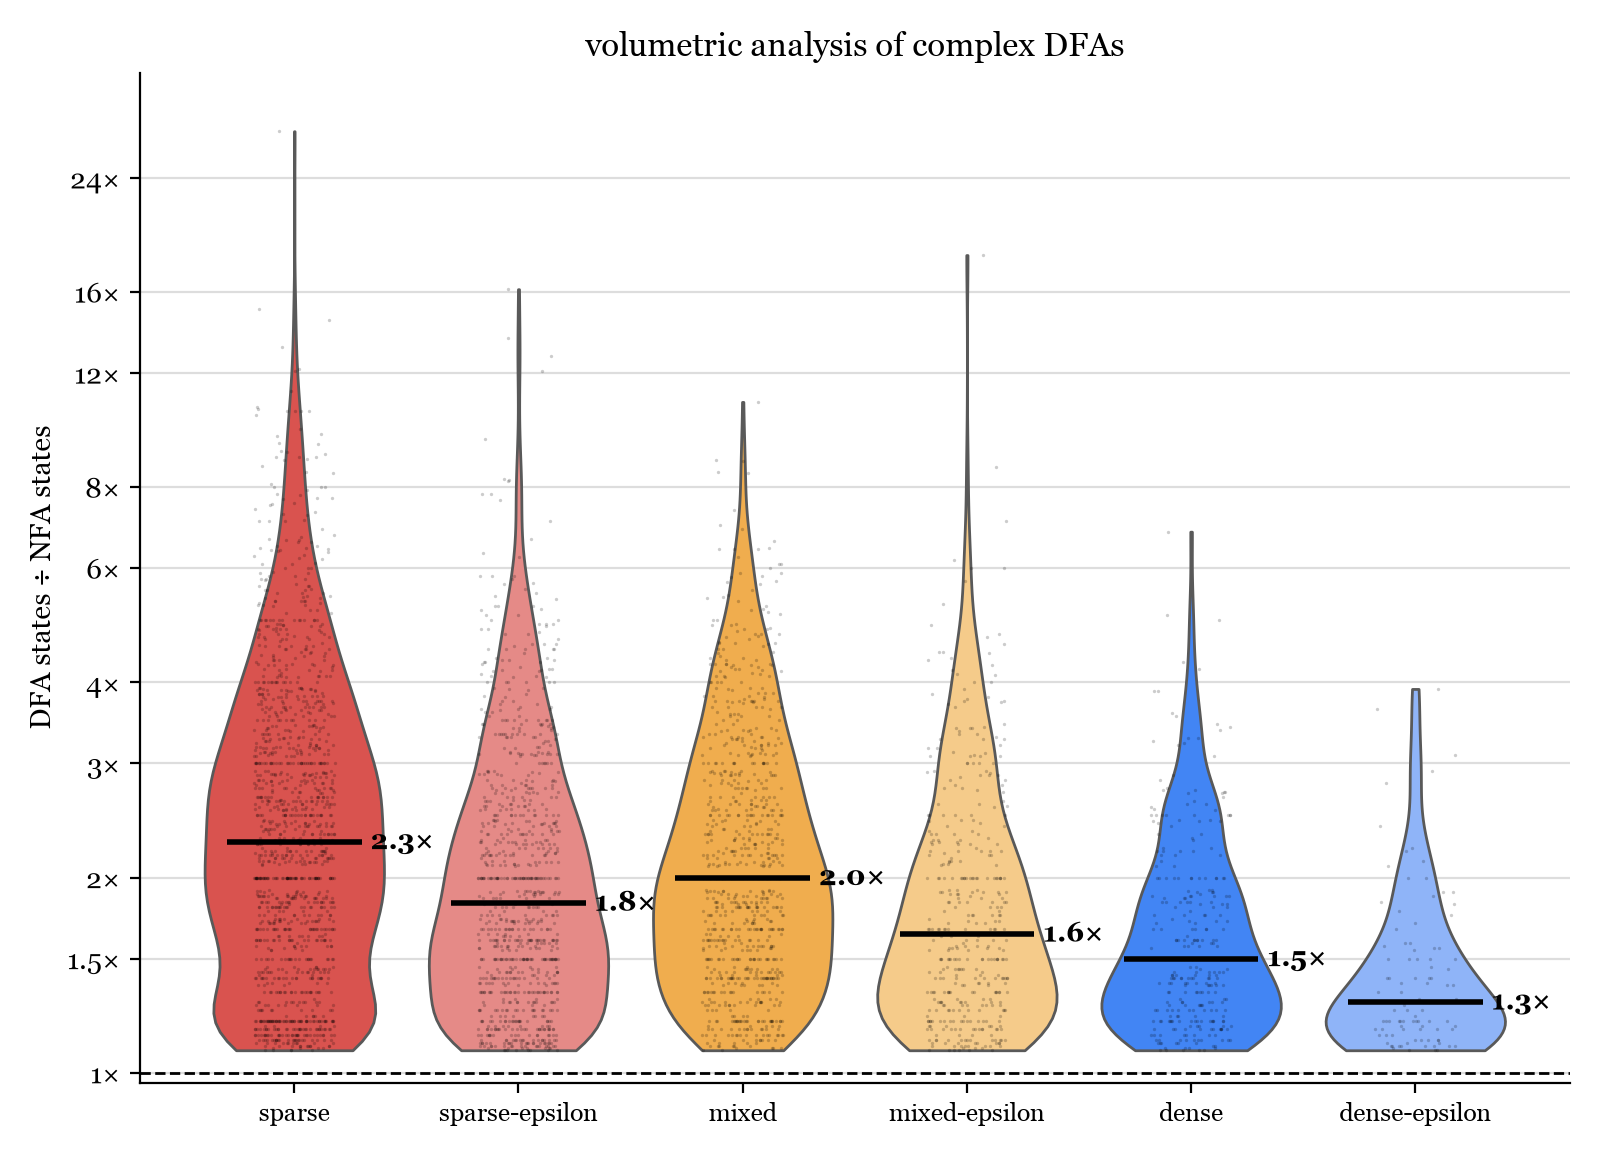 volumetric analysis of complex DFAs
DFA states ÷ NFA states
24×
16×
12×
8×
6×
4×
3×
2×
1.5×
1×
2.3×
1.8×
2.0×
1.6×
1.5×
1.3×
sparse
sparse-epsilon
mixed
mixed-epsilon
dense
dense-epsilon